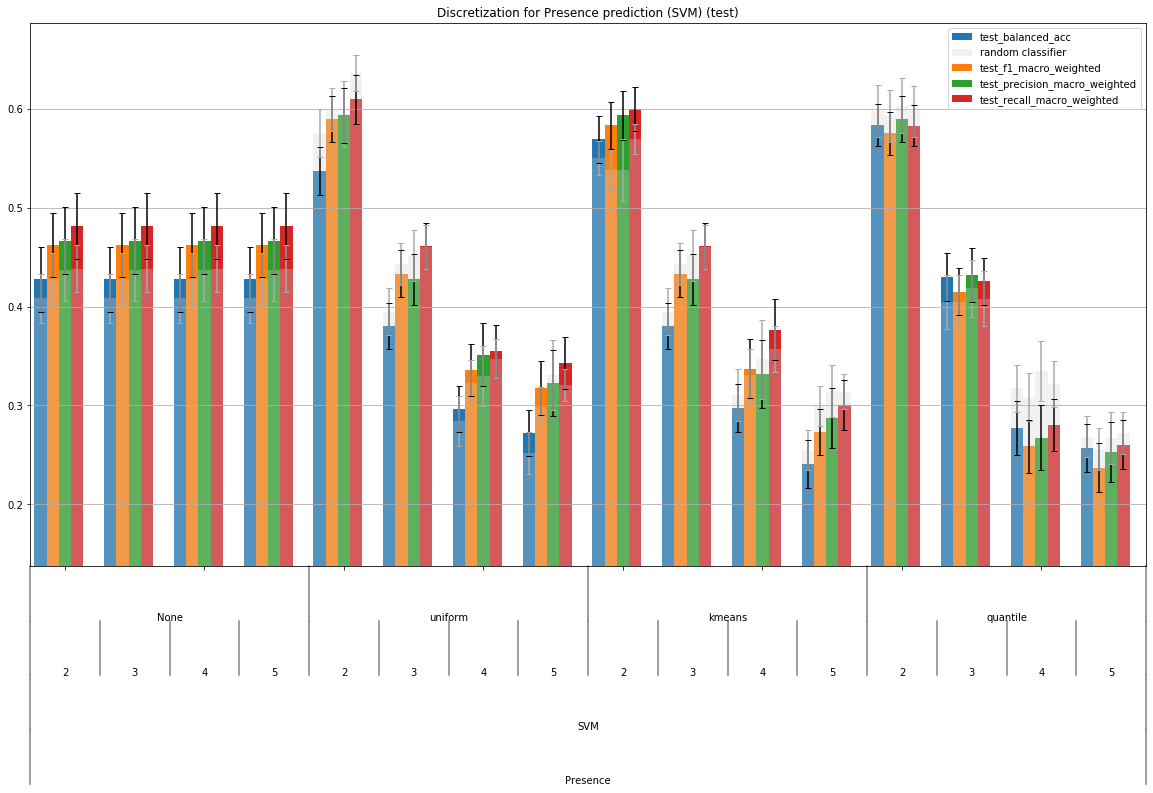 Discretization for Presence prediction (SVM) (test)
test_balanced_acc
random classifier
test_f1_macro_weighted
test_precision_macro_weighted
test_recall_macro_weighted
0.6
0.5
0.4
0.3
0.2
None uniform kmeans quantile
2 3 4 5 2 3 4 5 2 3 4 5 2 3 4 5
SVM
Presence